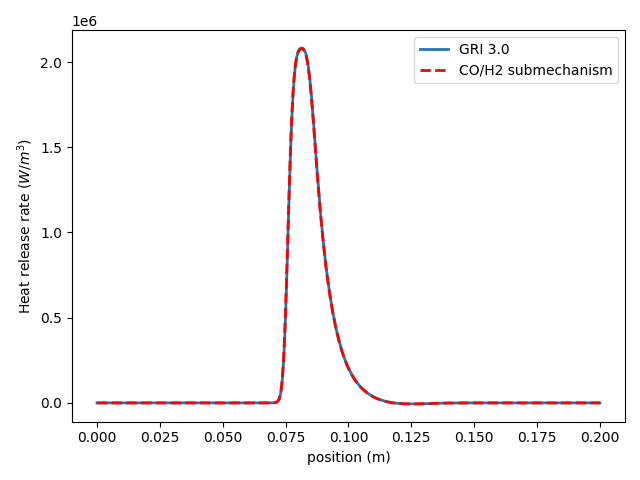 1e6
GRI 3.0
CO/H2 submechanism
2.0
1.5
1.0
0.5
0.0
Heat release rate (W/m³)
0.000 0.025 0.050 0.075 0.100 0.125 0.150 0.175 0.200
position (m)